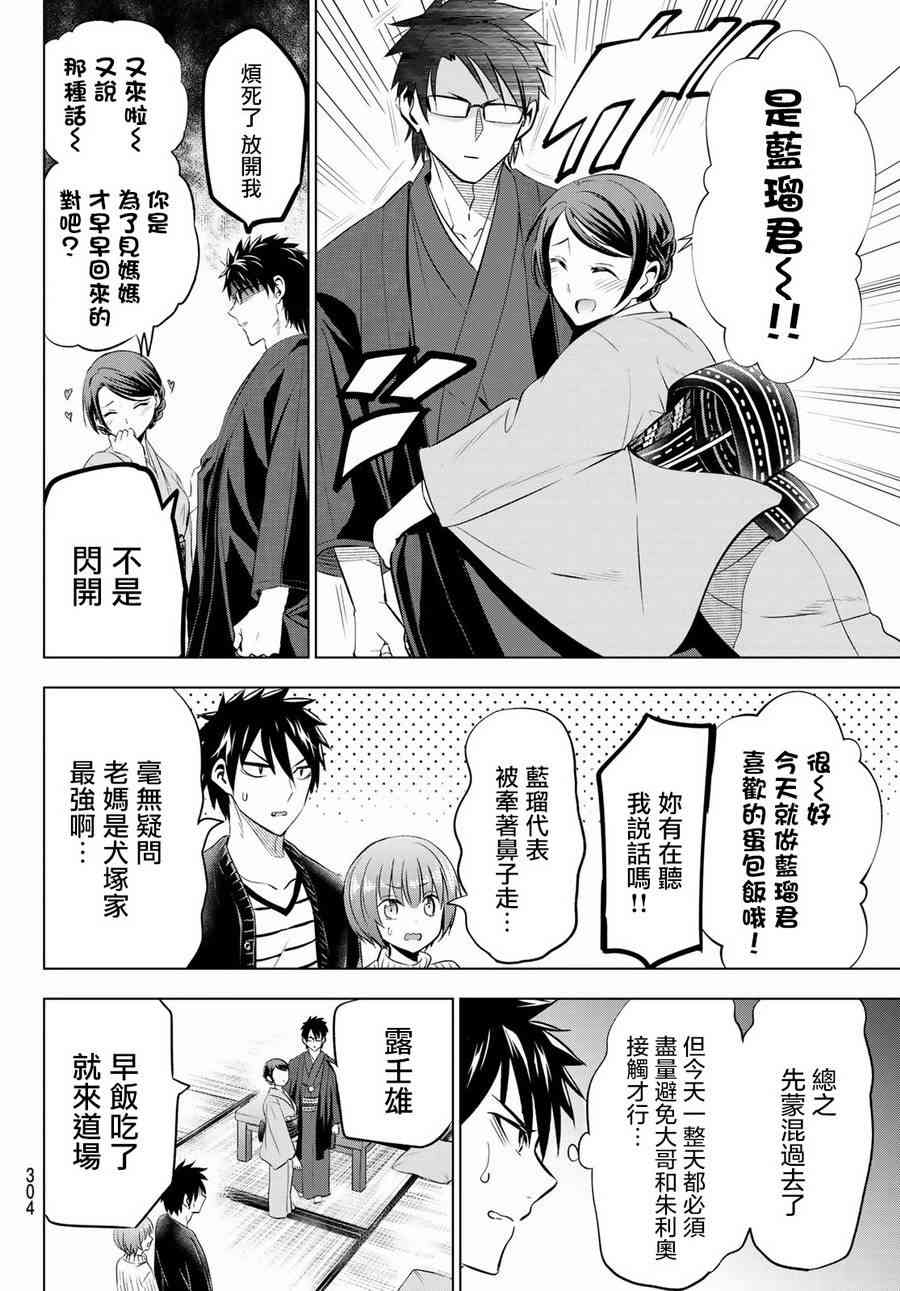 是藍瑠君～!!
ガバッ
煩死了 放開我
又來啦～
又說
那種話～
你是
為了見媽媽
才早早回來的
對吧？
不是
閃開
很～好
今天就做藍瑠君
喜歡的蛋包飯哦！
妳有在聽
我説話嗎!!
藍瑠代表
被牽著鼻子走…
毫無疑問
老媽是犬塚家
最強啊…
總之
先蒙混過去了
但今天一整天都必須
盡量避免大哥和朱利奧
接觸才行…
露壬雄
早飯吃了
就來道場
304